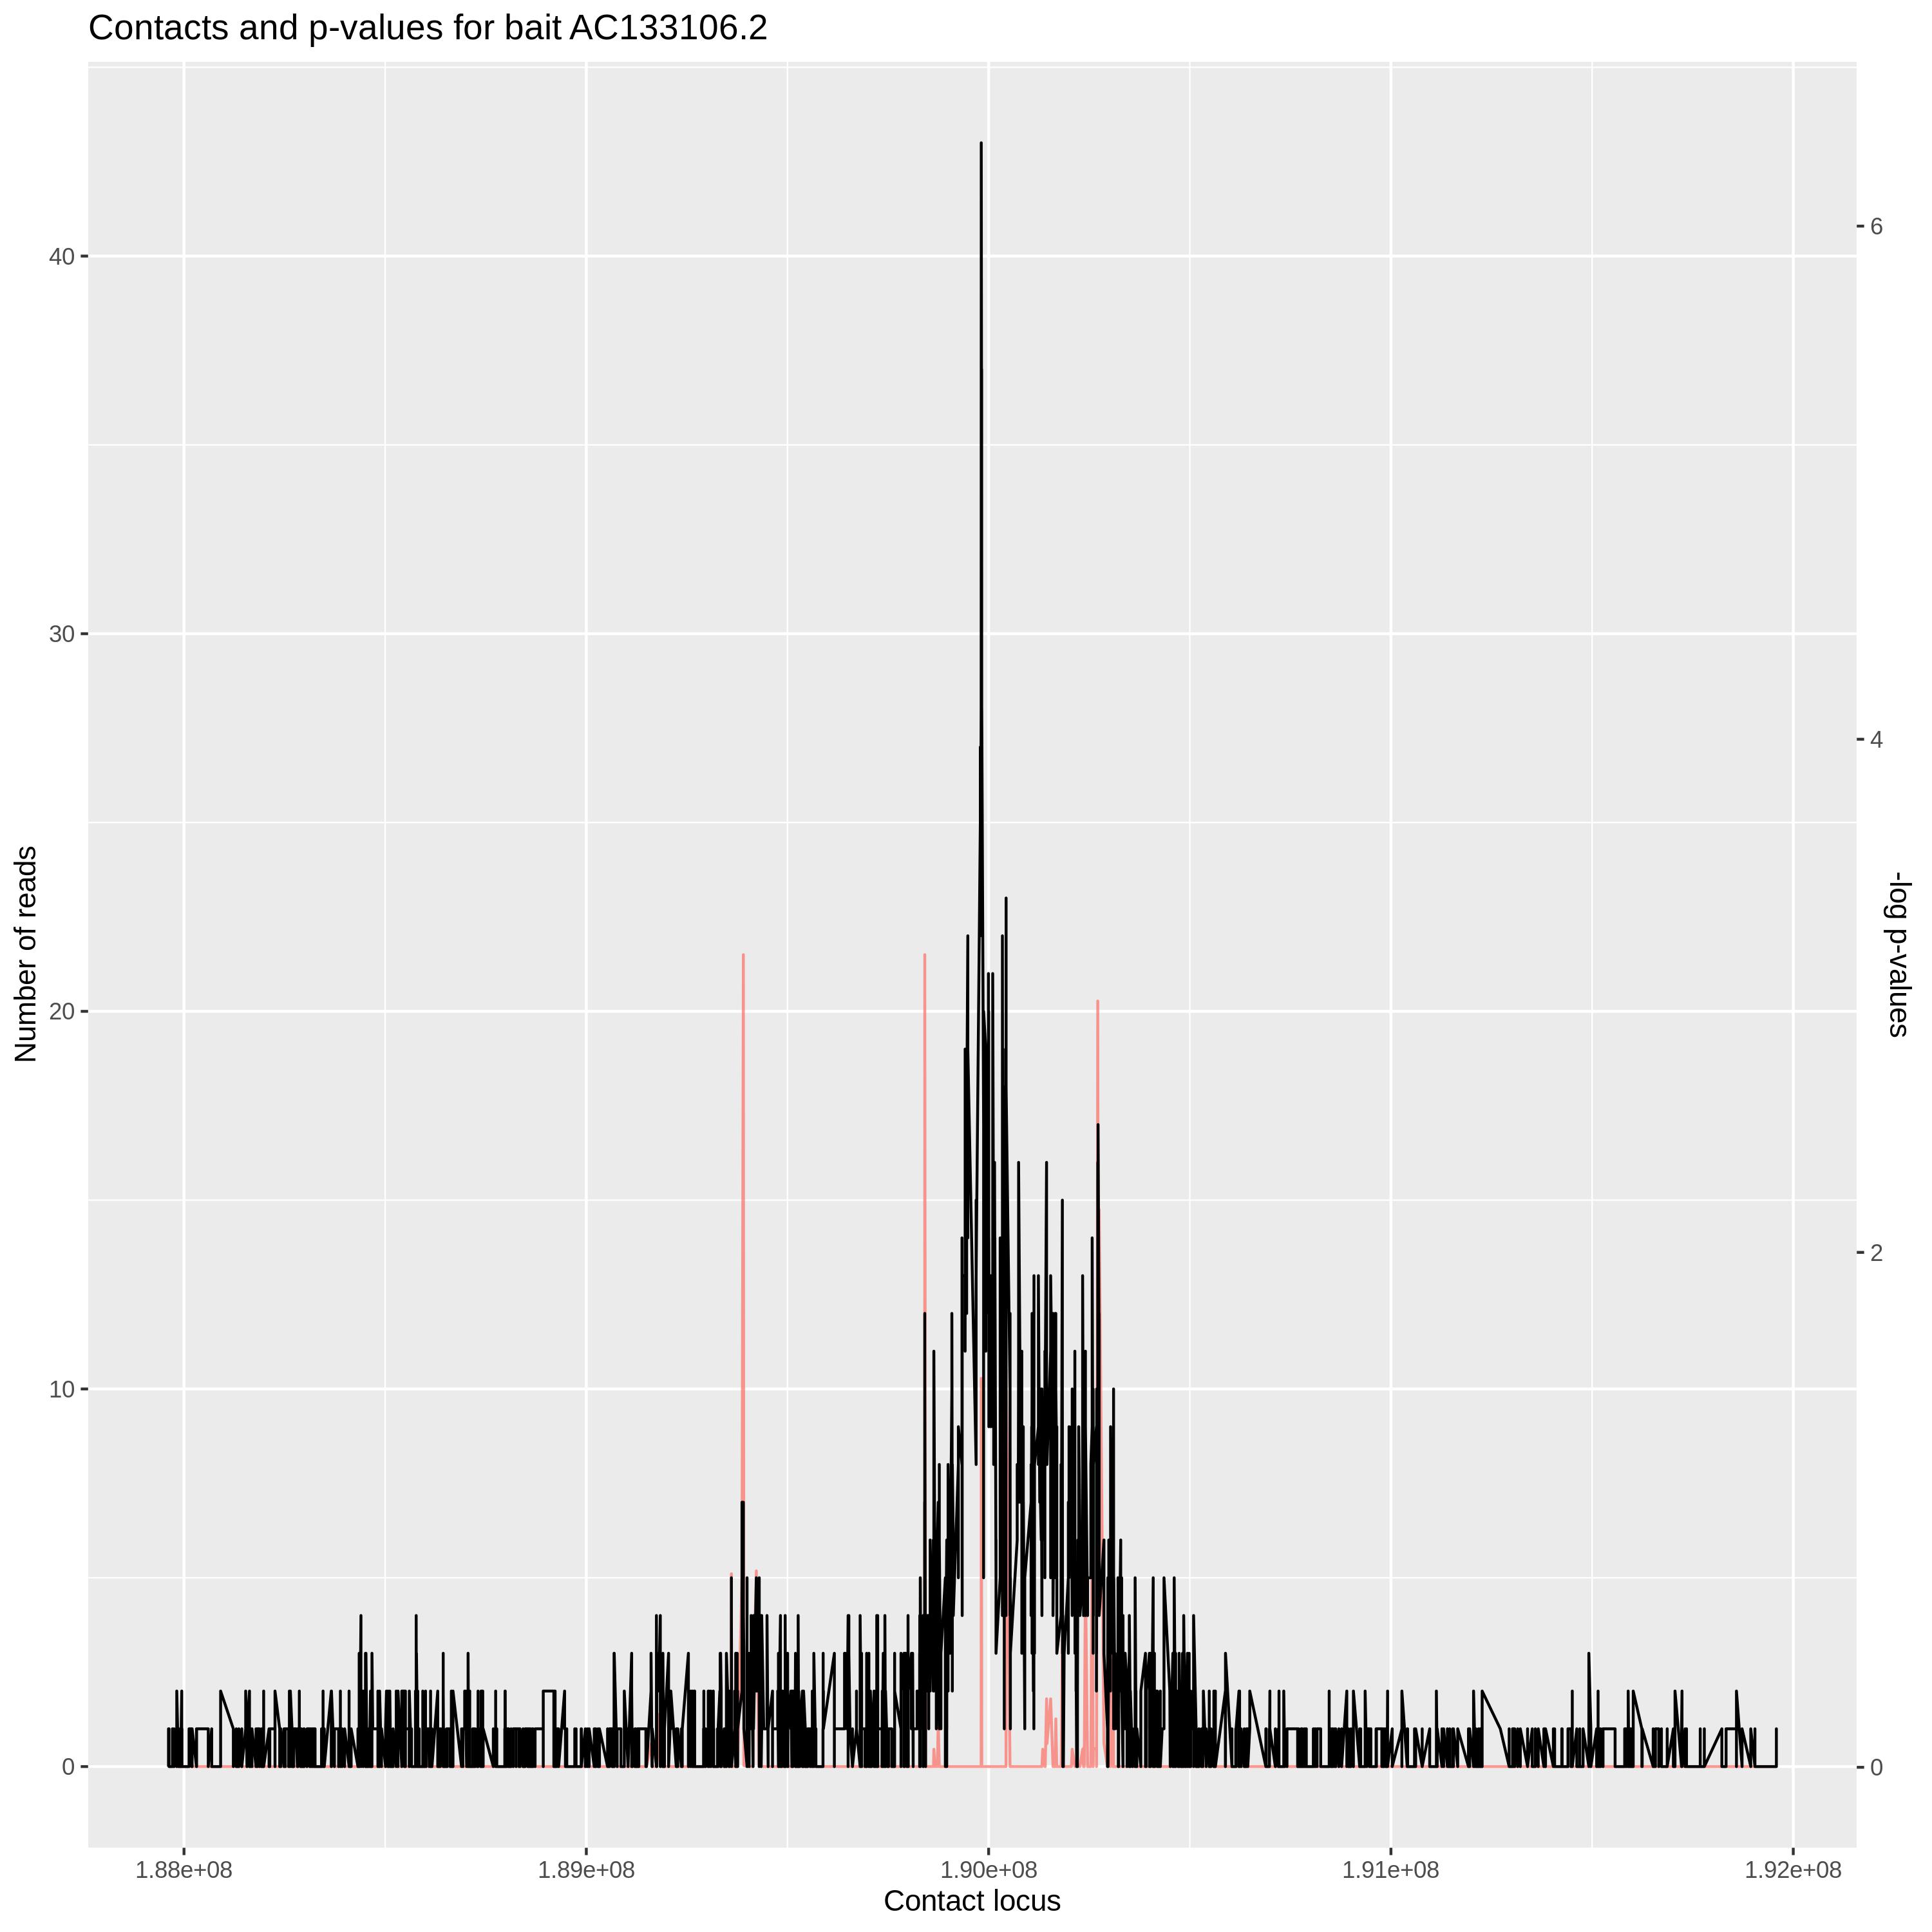 Contacts and p-values for bait AC133106.2
40
30
20
10
0
Number of reads
6
4
2
0
-log p-values
1.88e+08 1.89e+08 1.90e+08 1.91e+08 1.92e+08
Contact locus